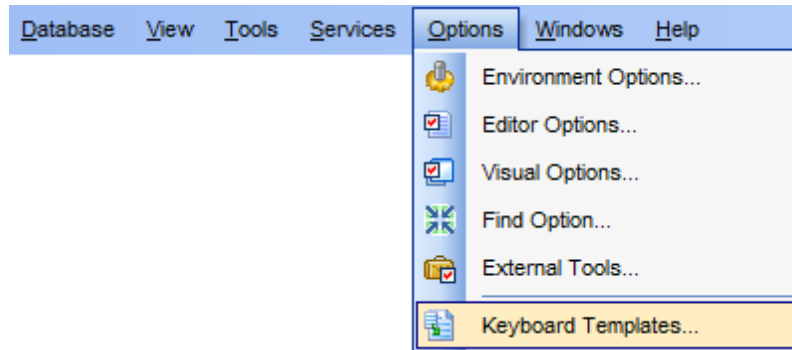 Database View Tools Services Options Windows Help
Environment Options...
Editor Options...
Visual Options...
Find Option...
External Tools...
Keyboard Templates...